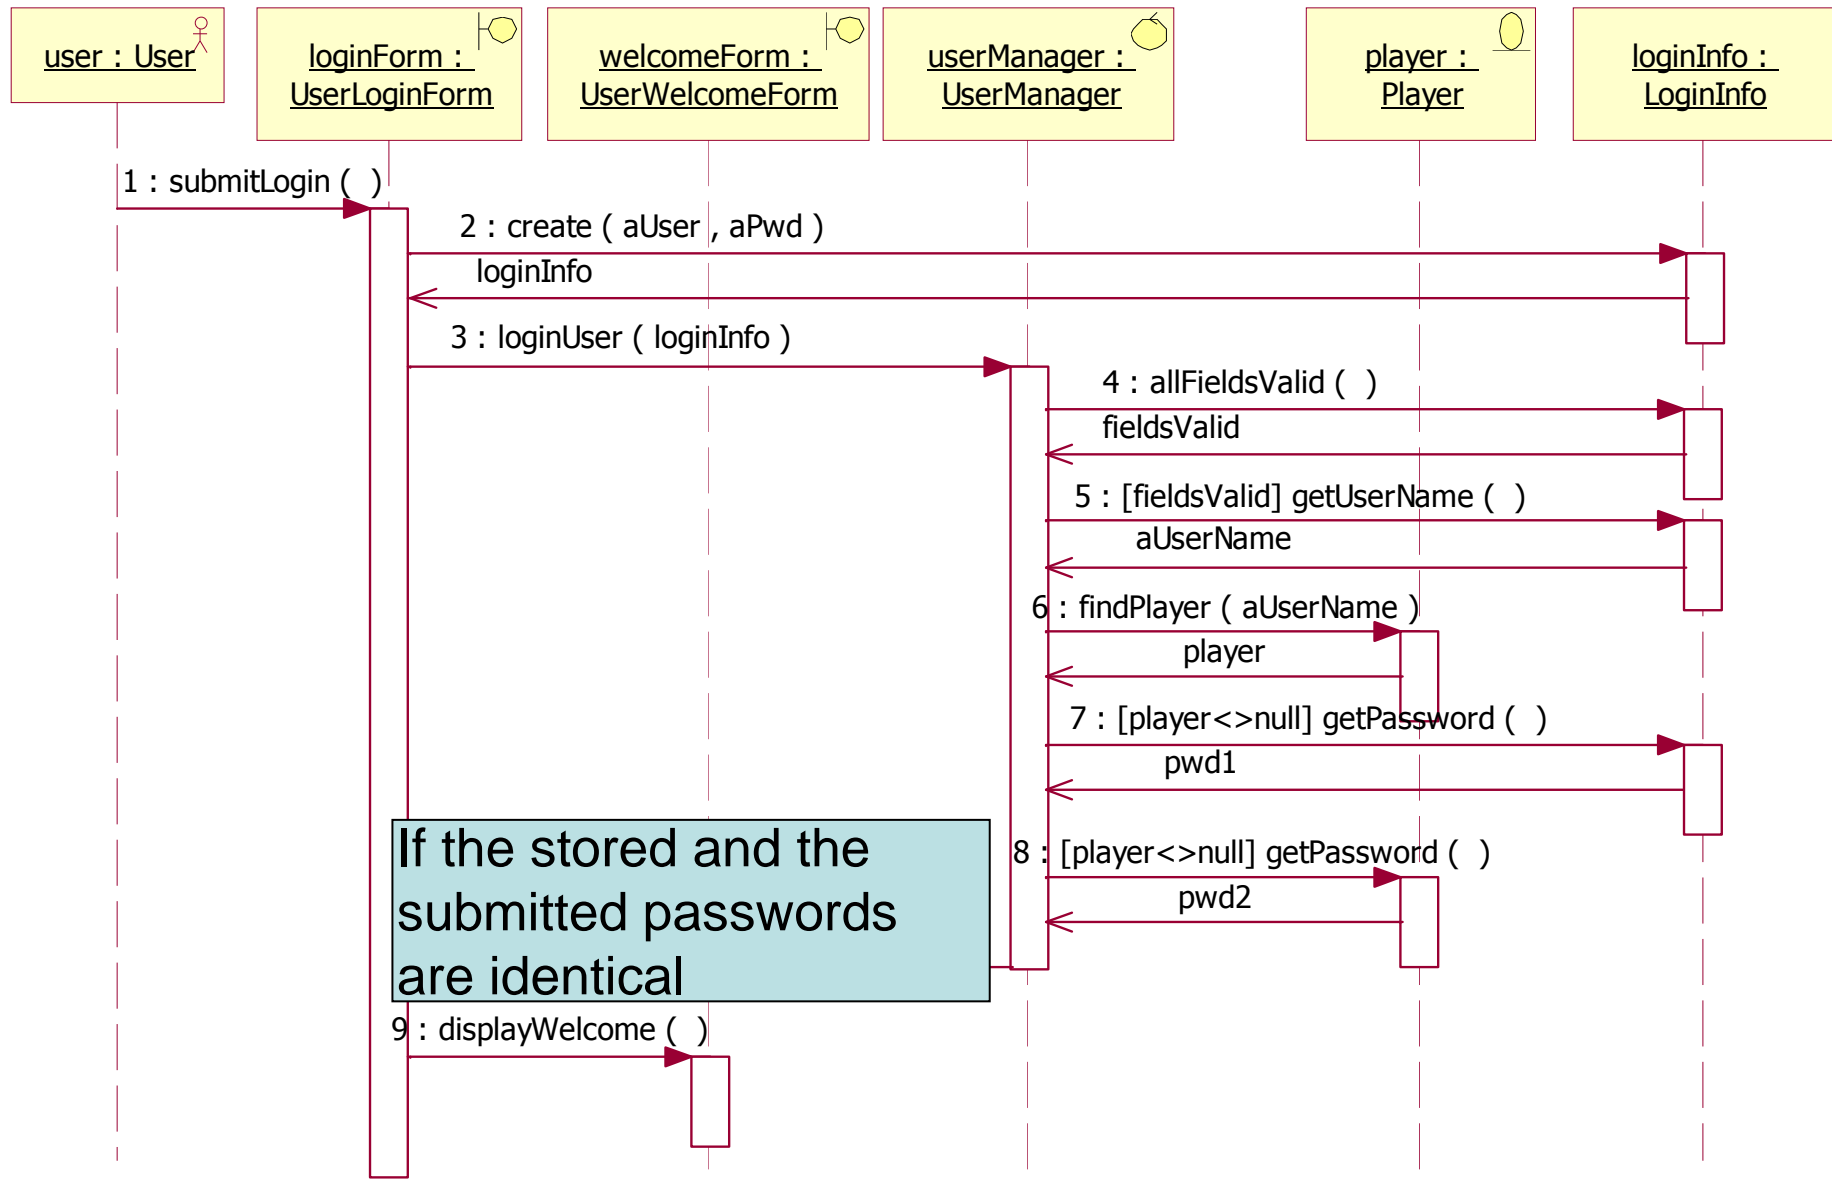 user : User
loginForm :
UserLoginForm
welcomeForm :
UserWelcomeForm
userManager :
UserManager
player :
Player
loginInfo :
LoginInfo
1 : submitLogin (  )
2 : create ( aUser , aPwd )
loginInfo
3 : loginUser ( loginInfo )
4 : allFieldsValid (  )
fieldsValid
5 : [fieldsValid] getUserName (  )
aUserName
6 : findPlayer ( aUserName )
player
7 : [player<>null] getPassword (  )
pwd1
8 : [player<>null] getPassword (  )
pwd2
If the stored and the
submitted passwords
are identical
9 : displayWelcome (  )